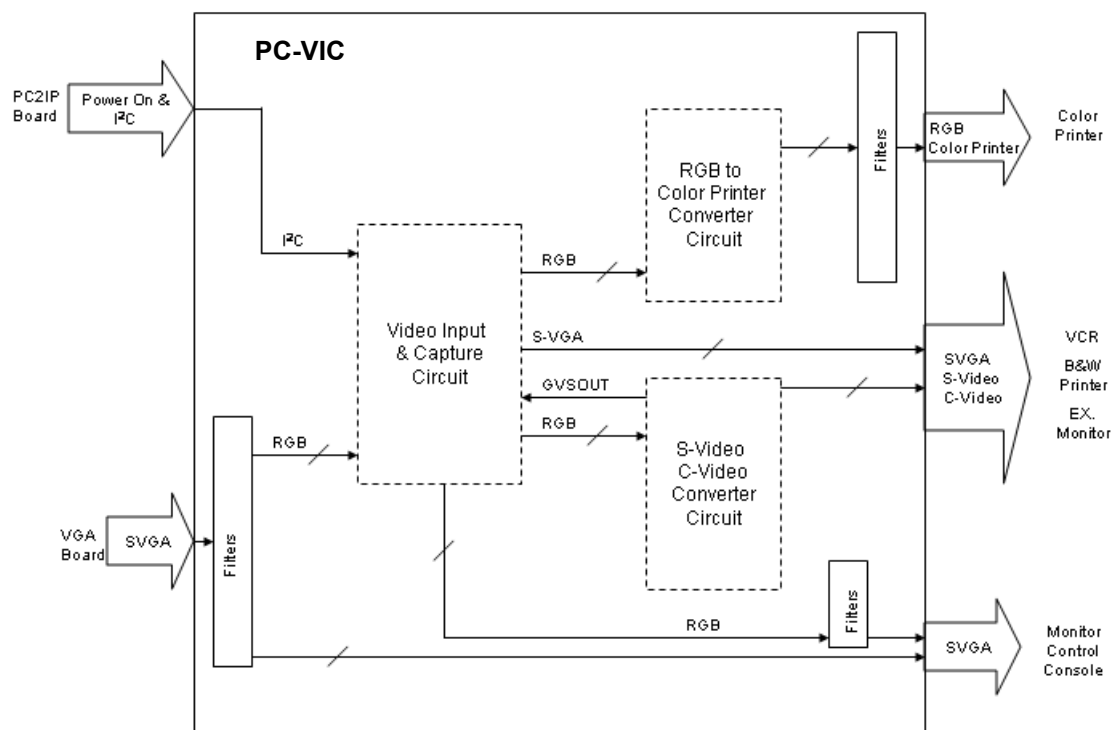 PC-VIC
PC2IP
Board
Power On &
I²C
I²C
RGB to
Color Printer
Converter
Circuit
Filters
RGB
Color Printer
Color
Printer
Video Input
& Capture
Circuit
RGB
S-VGA
GVSOUT
RGB
S-Video
C-Video
Converter
Circuit
SVGA
S-Video
C-Video
VCR
B&W
Printer
EX.
Monitor
VGA
Board
SVGA
Filters
RGB
RGB
Filters
SVGA
Monitor
Control
Console